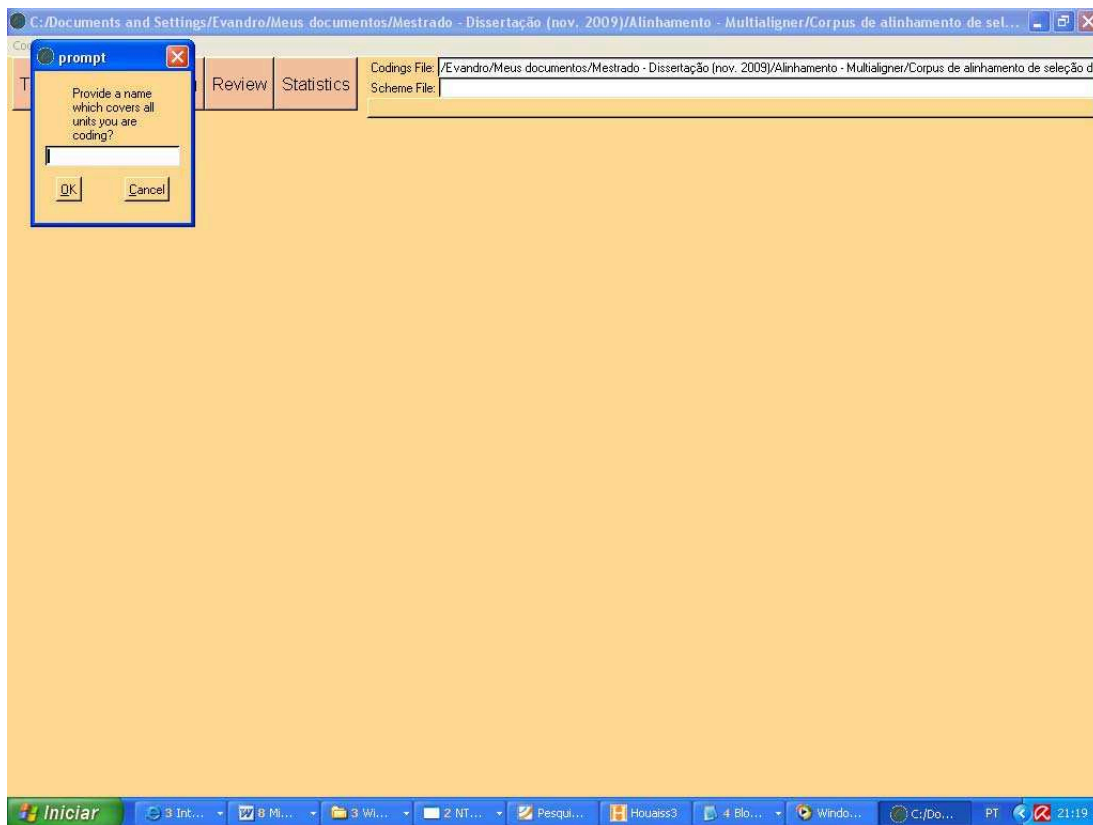 C:/Documents and Settings/Evandro/Meus documentos/Mestrado - Dissertação (nov. 2009)/Alinhamento - Multialigner/Corpus de alinhamento de sel...
prompt
Provide a name
which covers all
units you are
coding?
OK Cancel
Review Statistics
Codings File: /Evandro/Meus documentos/Mestrado - Dissertação (nov. 2009)/Alinhamento - Multialigner/Corpus de alinhamento de seleção d
Scheme File:
Iniciar 3 Int... 8 Mi... 3 Wi... 2 NT... Pesqui... Houaiss3 4 Blo... Windo... C:/Do... PT 21:19